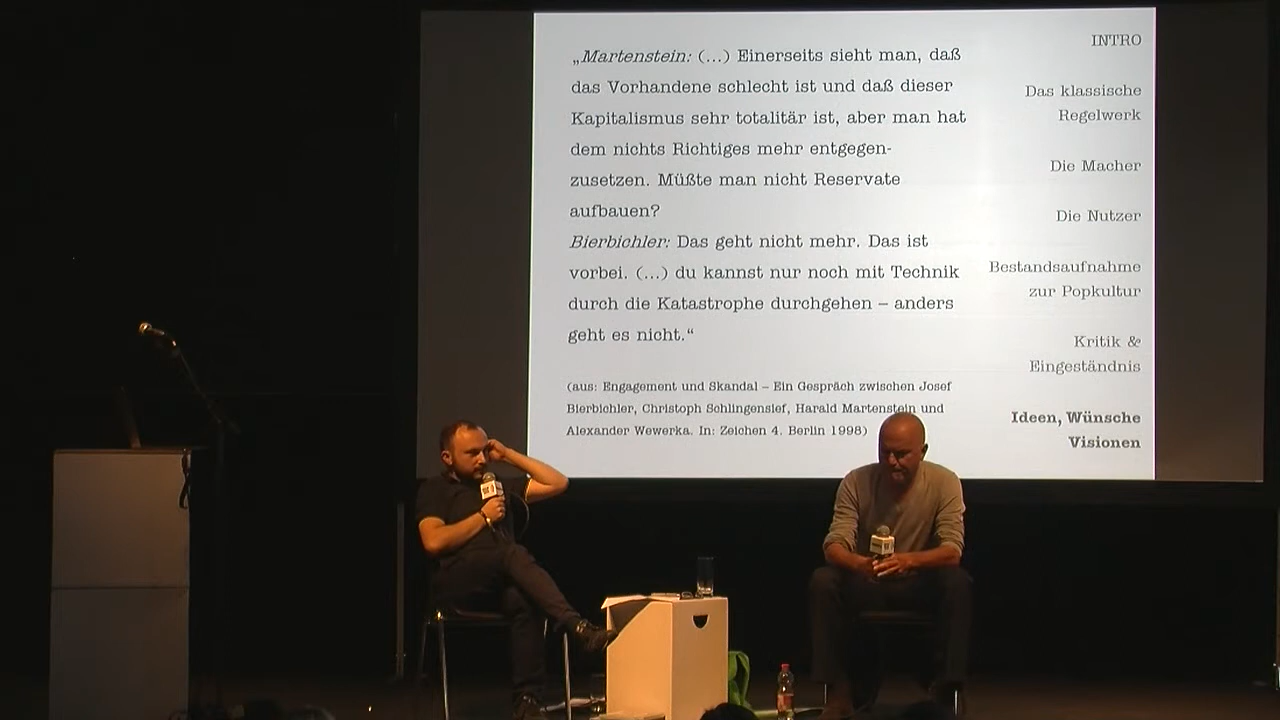 „Martenstein: (...) Einerseits sieht man, daß
das Vorhandene schlecht ist und daß dieser
Kapitalismus sehr totalitär ist, aber man hat
dem nichts Richtiges mehr entgegen-
zusetzen. Müßte man nicht Reservate
aufbauen?
Bierbichler: Das geht nicht mehr. Das ist
vorbei. (...) du kannst nur noch mit Technik
durch die Katastrophe durchgehen – anders
geht es nicht.“
(aus: Engagement und Skandal – Ein Gespräch zwischen Josef
Bierbichler, Christoph Schlingensief, Harald Martenstein und
Alexander Wewerka. In: Zeichen 4. Berlin 1998)
INTRO
Das klassische
Regelwerk
Die Macher
Die Nutzer
Bestandsaufnahme
zur Popkultur
Kritik &
Eingeständnis
Ideen, Wünsche
Visionen